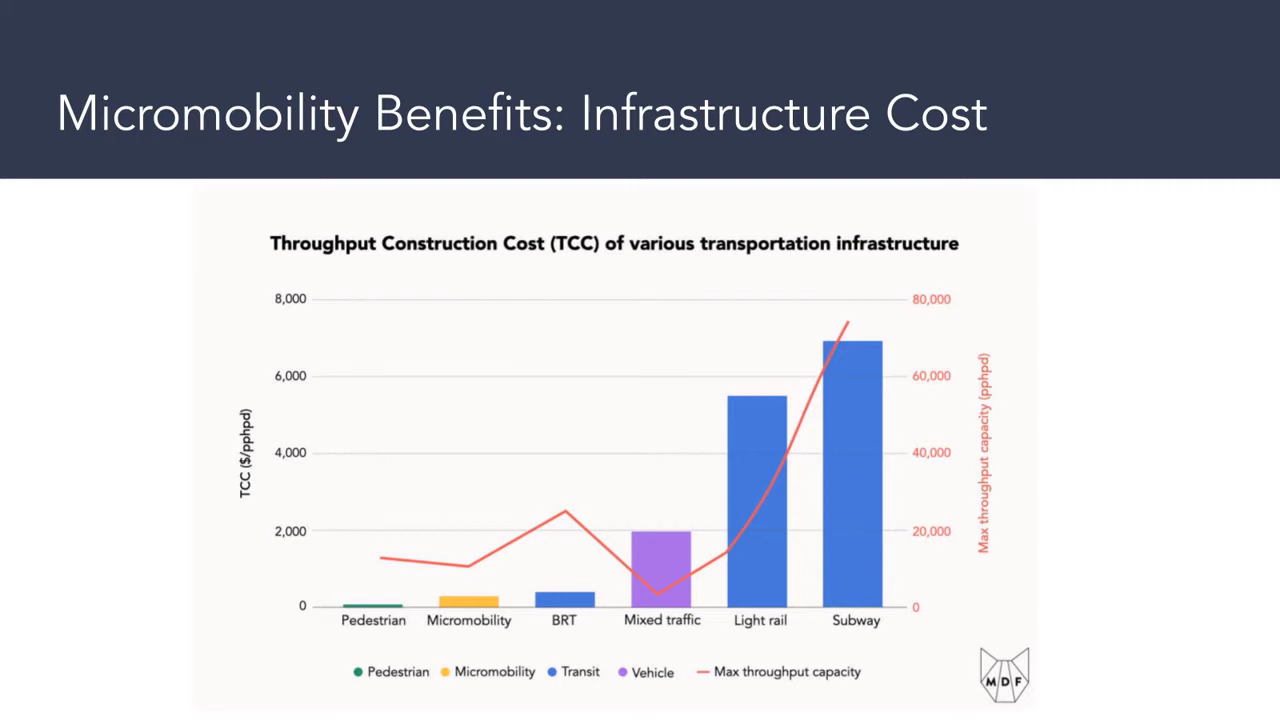 Micromobility Benefits: Infrastructure Cost
Throughput Construction Cost (TCC) of various transportation infrastructure
8,000
6,000
4,000
2,000
0
TCC ($/pphpd)
80,000
60,000
40,000
20,000
0
Max throughput capacity (pphpd)
Pedestrian Micromobility BRT Mixed traffic Light rail Subway
Pedestrian Micromobility Transit Vehicle Max throughput capacity
MDF